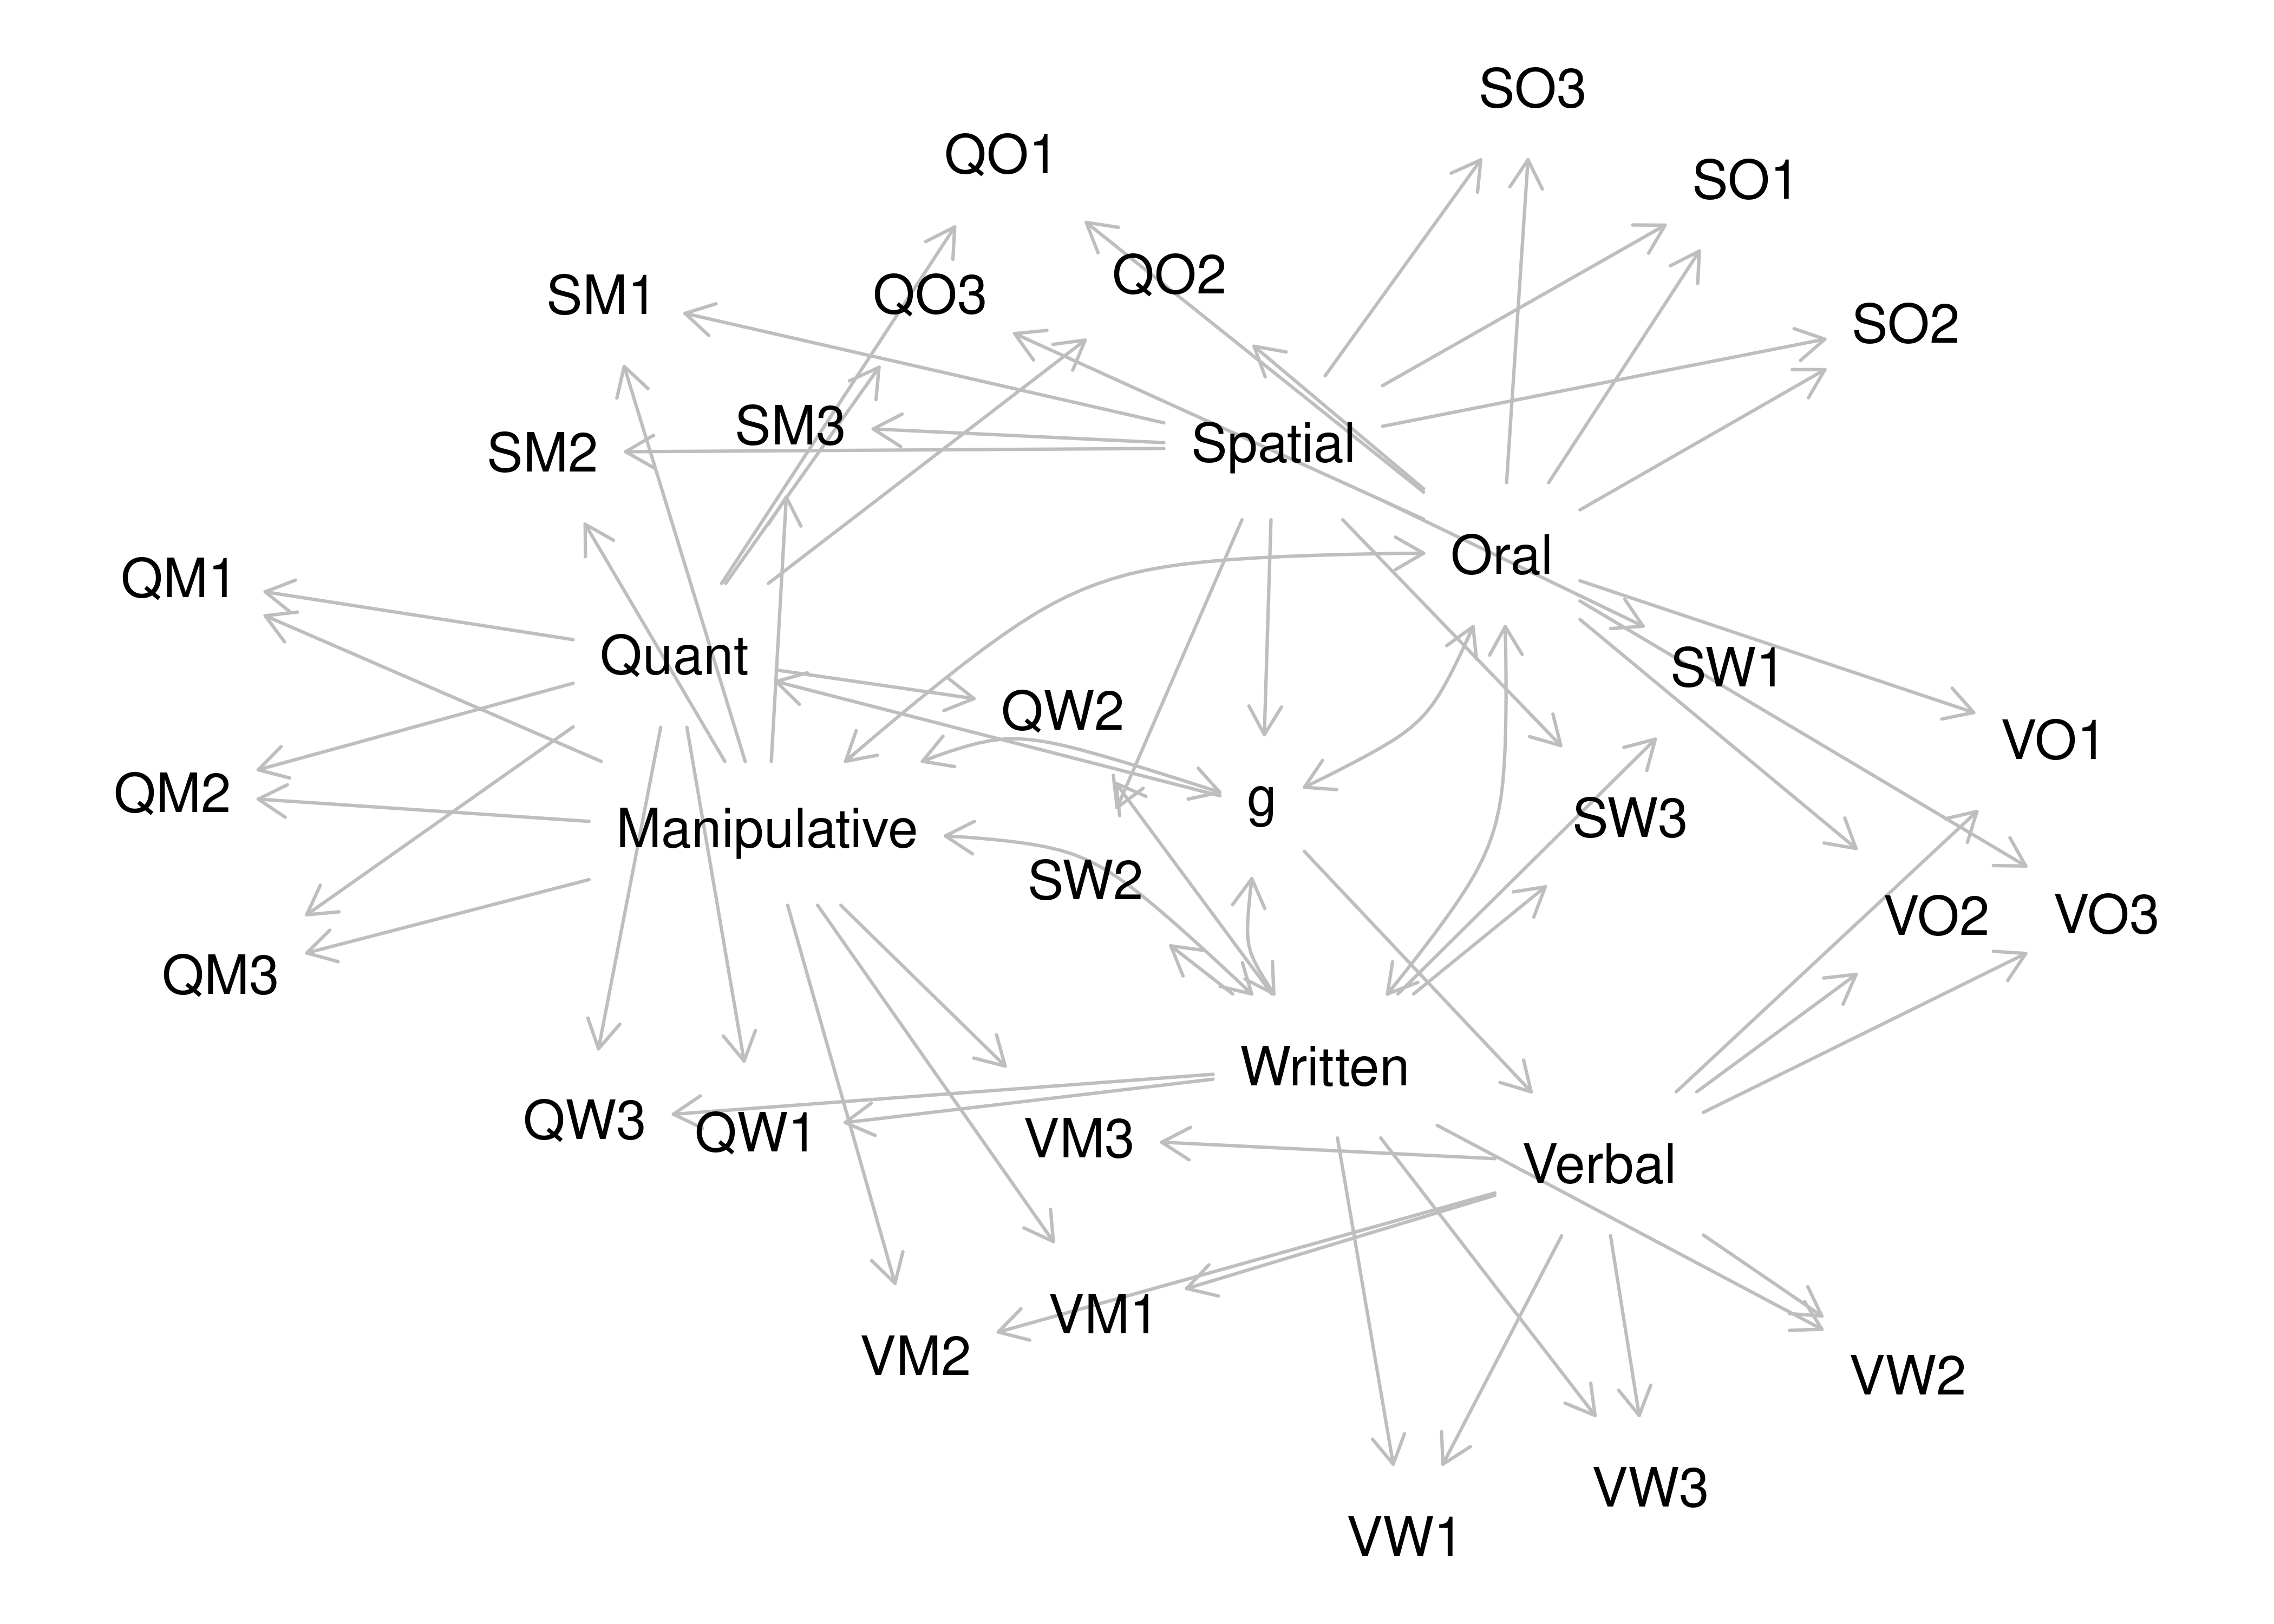 SO3
QO1
SO1
QO2
SM1
QO3
SO2
SM3
Spatial
SM2
Oral
QM1
Quant
SW1
QW2
VO1
QM2
g
SW3
Manipulative
SW2
VO2
VO3
QM3
Written
QW3
QW1
VM3
Verbal
VM1
VM2
VW2
VW3
VW1